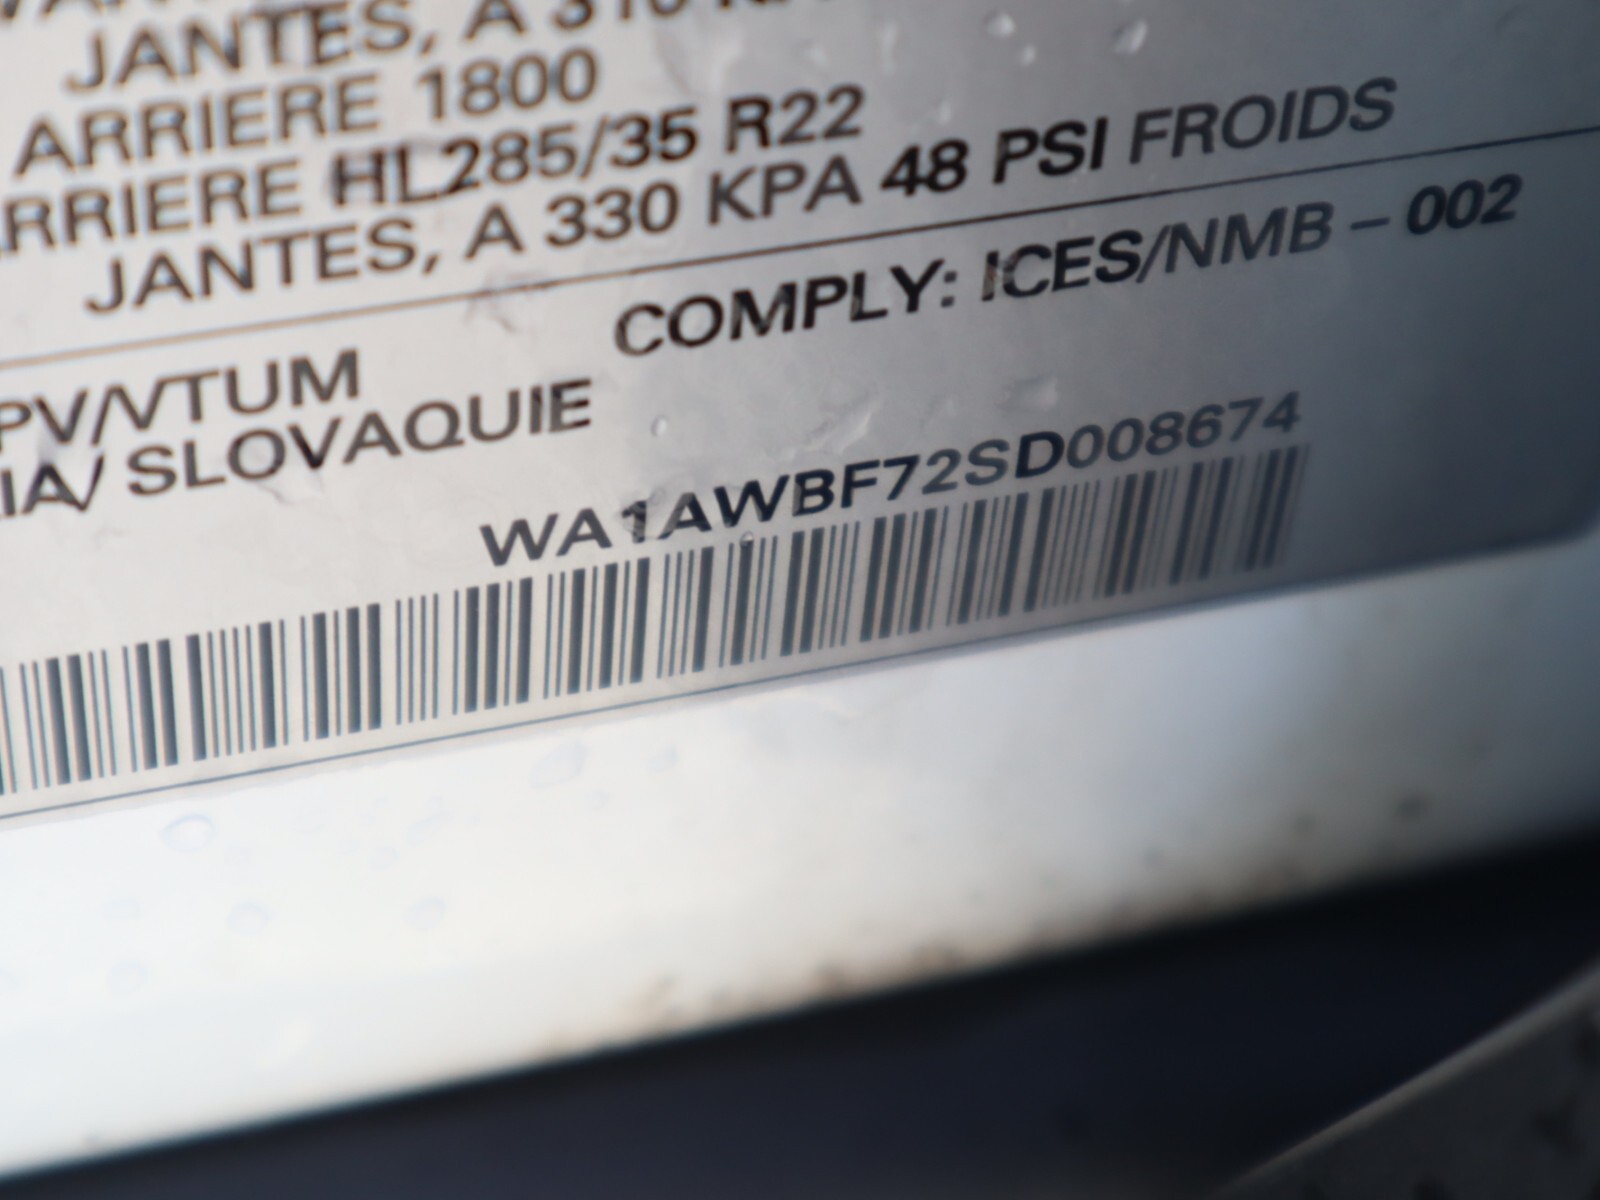 JANTES, A 310
ARRIERE 1800
RRIERE HL285/35 R22
JANTES, A 330 KPA 48 PSI FROIDS
COMPLY: ICES/NMB – 002
PV/VTUM
IA/ SLOVAQUIE
WA1AWBF72SD008674